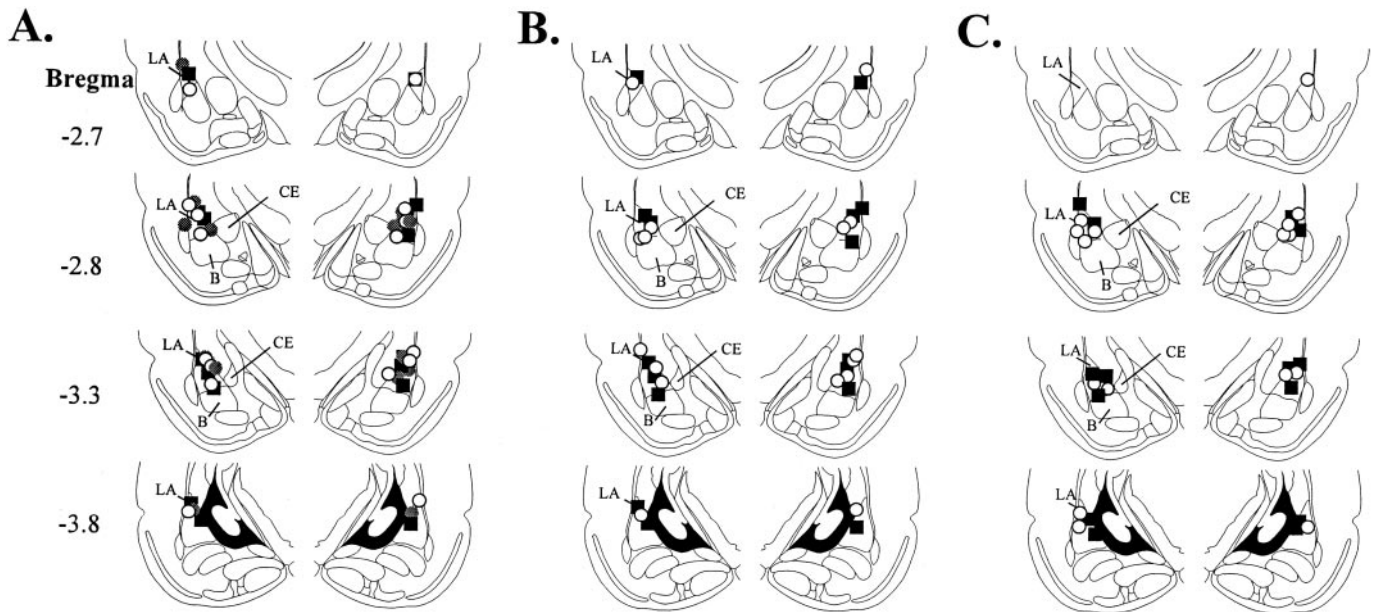 A. B. C.
Bregma LA LA LA
-2.7
LA CE LA CE LA CE
-2.8
B B B
LA CE LA CE LA CE
-3.3
B B B
LA LA LA
-3.8